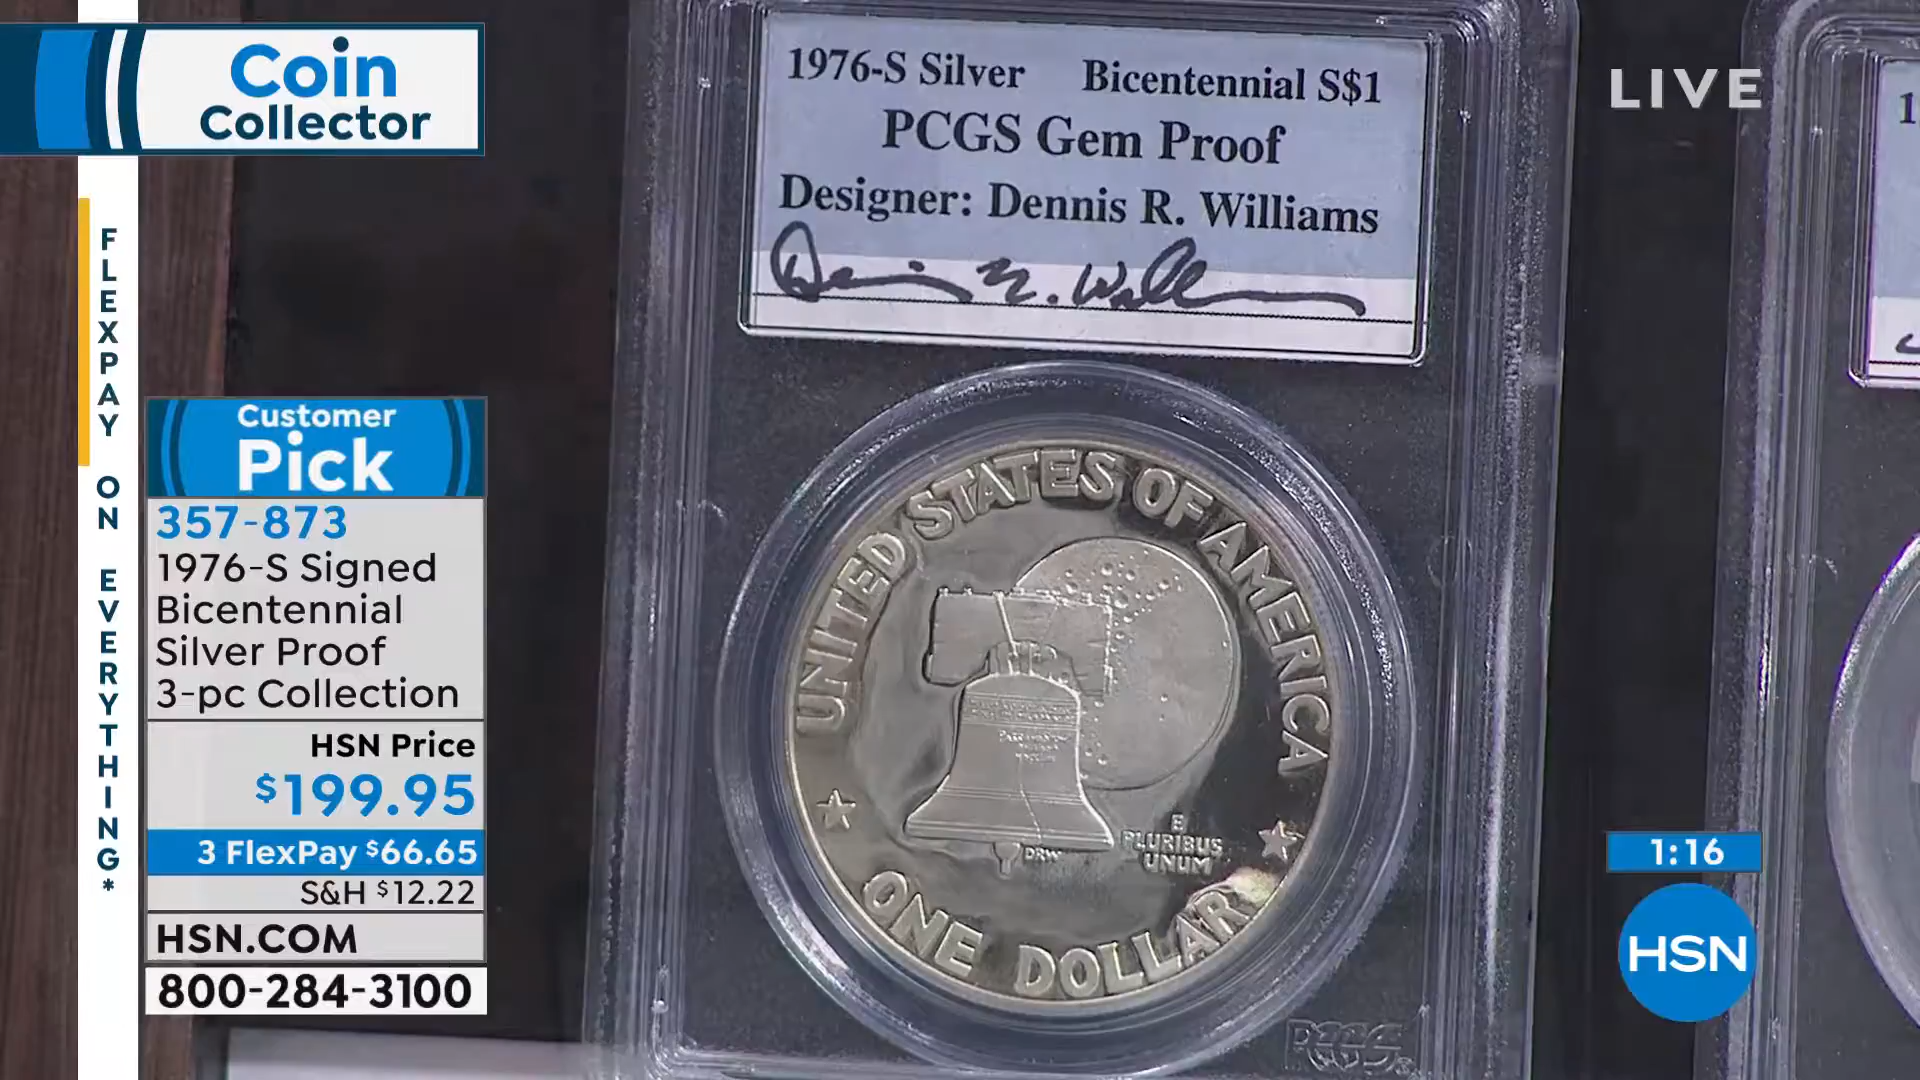 Coin
Collector
FLEXPAY ON EVERYTHING*
Customer
Pick
357-873
1976-S Signed
Bicentennial
Silver Proof
3-pc Collection
HSN Price
$199.95
3 FlexPay $66.65
S&H $12.22
HSN.COM
800-284-3100
1976-S Silver Bicentennial S$1
PCGS Gem Proof
Designer: Dennis R. Williams
UNITED STATES OF AMERICA
DRW
E
PLURIBUS
UNUM
ONE DOLLAR
PCGS
LIVE
1
1:16
HSN